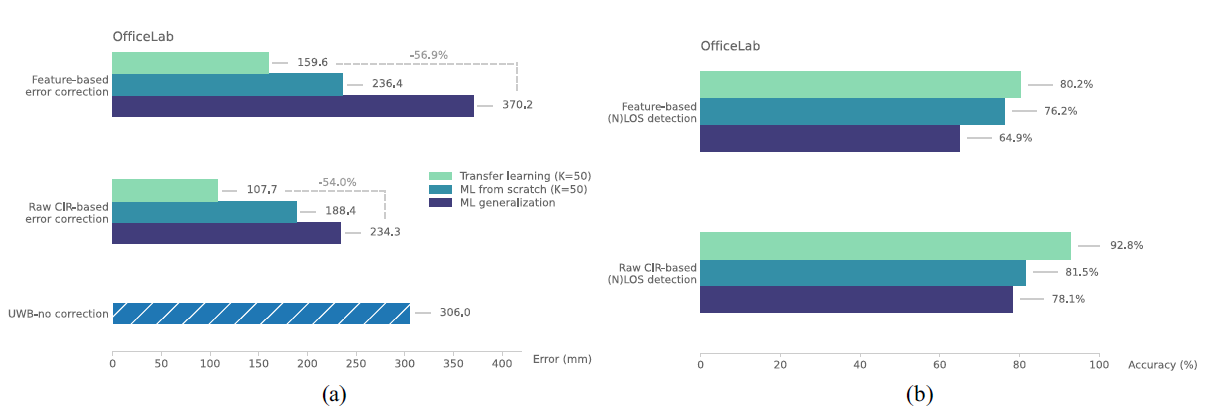 OfficeLab
-56.9%
159.6
Feature-based
error correction
236.4
370.2
Transfer learning (K=50)
ML from scratch (K=50)
ML generalization
-54.0%
107.7
Raw CIR-based
error correction
188.4
234.3
UWB-no correction
306.0
0 50 100 150 200 250 300 350 400
Error (mm)
(a)
OfficeLab
80.2%
Feature-based
(N)LOS detection
76.2%
64.9%
92.8%
Raw CIR-based
(N)LOS detection
81.5%
78.1%
0 20 40 60 80 100
Accuracy (%)
(b)